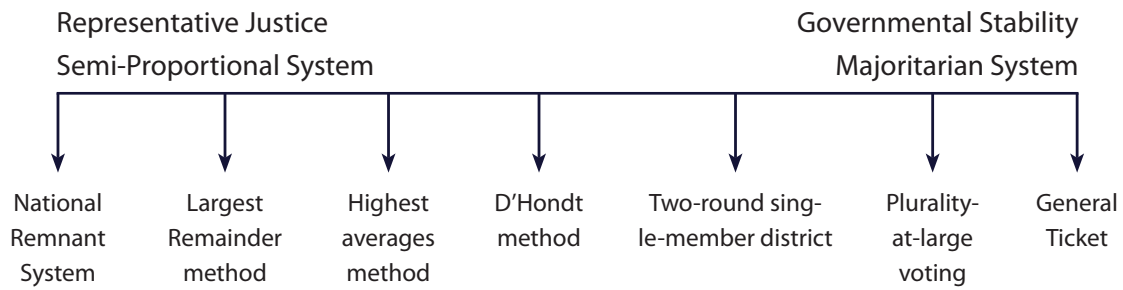 Representative Justice
Semi-Proportional System
Governmental Stability
Majoritarian System
National
Remnant
System
Largest
Remainder
method
Highest
averages
method
D'Hondt
method
Two-round sing-
le-member district
Plurality-
at-large
voting
General
Ticket